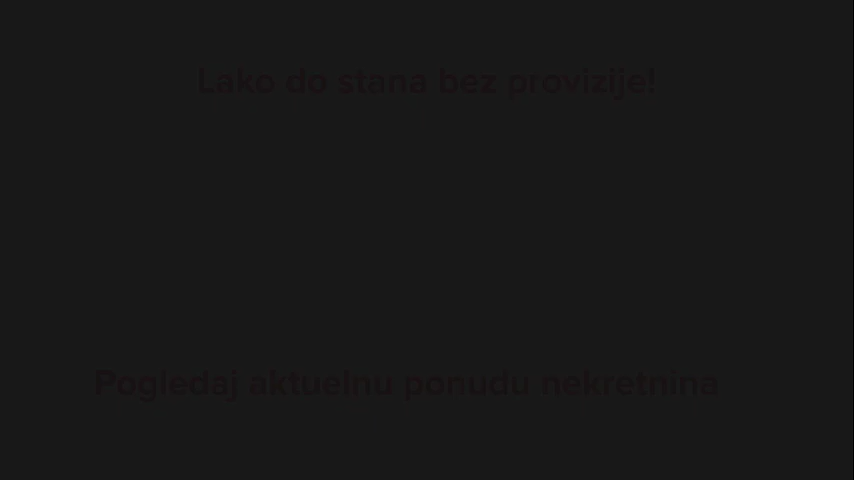 Lako do stana bez provizije!
Pogledaj aktuelnu ponudu nekretnina